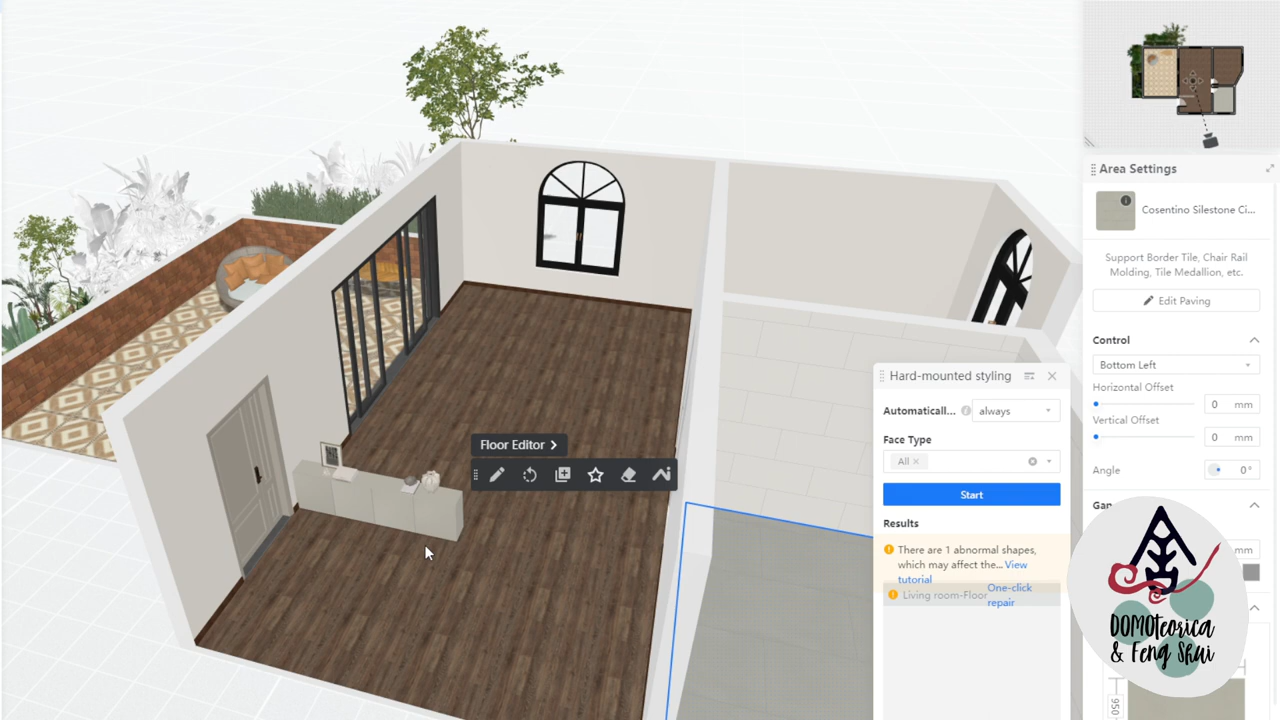 Area Settings
Cosentino Silestone Ci...
Support Border Tile, Chair Rail
Molding, Tile Medallion, etc.
Edit Paving
Control
Bottom Left
Horizontal Offset
0 mm
Vertical Offset
0 mm
Angle
0°
mm
950
Floor Editor
Hard-mounted styling
Automaticall...
always
Face Type
All
Start
Results
There are 1 abnormal shapes,
which may affect the... View
tutorial
Living room-Floor
One-click
repair
DOMOteorica
& Feng Shui